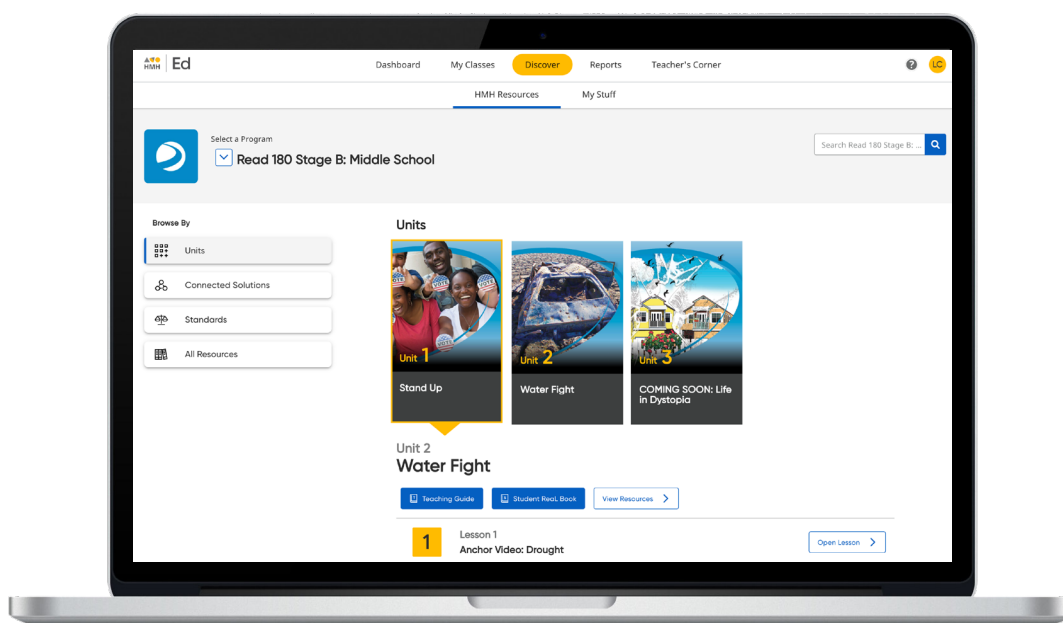 HMH Ed
Dashboard My Classes Discover Reports Teacher's Corner ? LC
HMH Resources My Stuff
Select a Program
Read 180 Stage B: Middle School
Search Read 180 Stage B: ...
Browse By
Units
Connected Solutions
Standards
All Resources
Units
VOTE VOTE VOTE
Unit 1
Stand Up
Unit 2
Water Fight
Unit 3
COMING SOON: Life
in Dystopia
Unit 2
Water Fight
Teaching Guide Student ReaL Book View Resources
1
Lesson 1
Anchor Video: Drought
Open Lesson